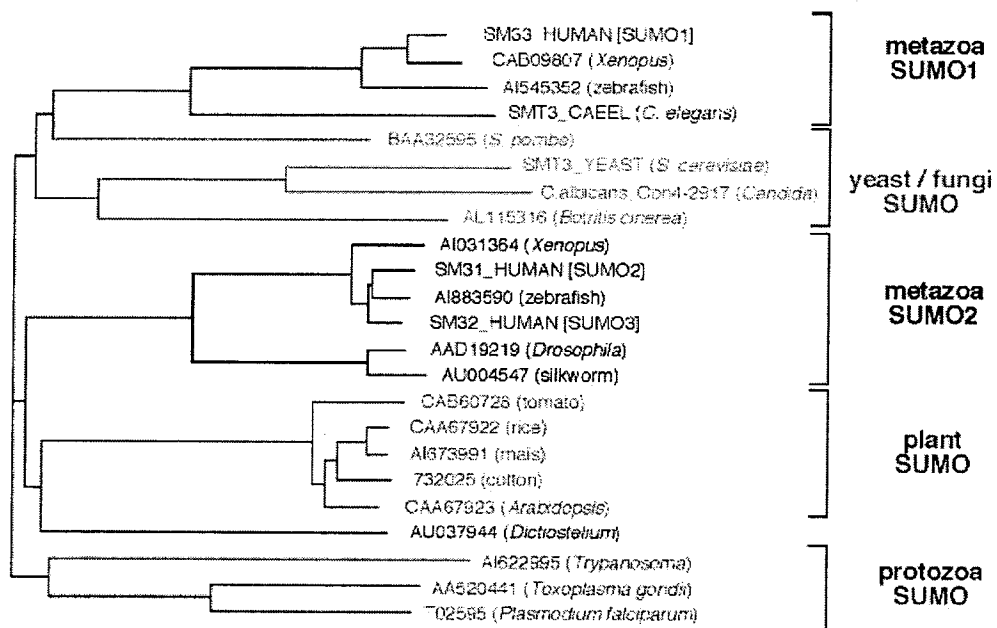 SM33_HUMAN [SUMO1]
CAB09807 (Xenopus)
AI545352 (zebrafish)
SMT3_CAEEL (C. elegans)
metazoa
SUMO1
BAA32595 (S. pombe)
SMT3_YEAST (S. cerevisiae)
C.albicans_Con4-2917 (Candida)
AL115316 (Botritis cinerea)
yeast / fungi
SUMO
AI031364 (Xenopus)
SM31_HUMAN [SUMO2]
AI883590 (zebrafish)
SM32_HUMAN [SUMO3]
AAD19219 (Drosophila)
AU004547 (silkworm)
metazoa
SUMO2
CAB60728 (tomato)
CAA67922 (rice)
AI673991 (mais)
732025 (cotton)
CAA67923 (Arabidopsis)
plant
SUMO
AU037944 (Dictiostelium)
AI622995 (Trypanosoma)
AA520441 (Toxoplasma gondii)
T02595 (Plasmodium falciparum)
protozoa
SUMO